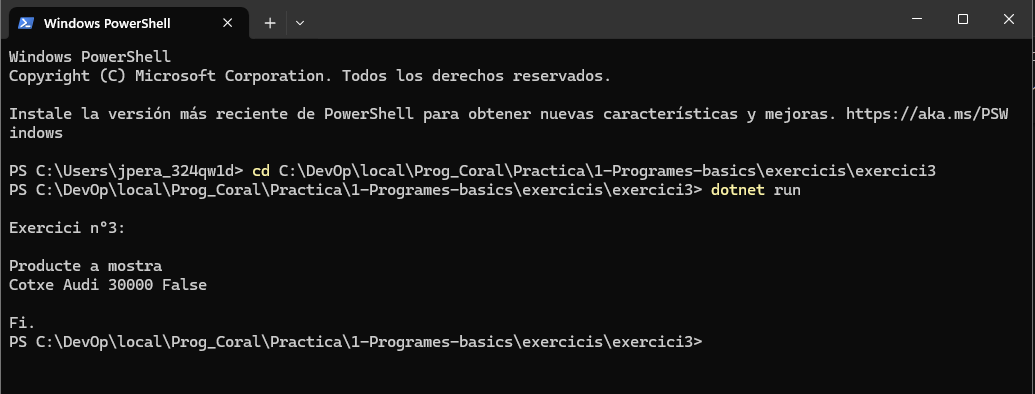 Windows PowerShell
Windows PowerShell
Copyright (C) Microsoft Corporation. Todos los derechos reservados.
Instale la versión más reciente de PowerShell para obtener nuevas características y mejoras. https://aka.ms/PSW
indows
PS C:\Users\jpera_324qw1d> cd C:\DevOp\local\Prog_Coral\Practica\1-Programes-basics\exercicis\exercici3
PS C:\DevOp\local\Prog_Coral\Practica\1-Programes-basics\exercicis\exercici3> dotnet run
Exercici nº3:
Producte a mostra
Cotxe Audi 30000 False
Fi.
PS C:\DevOp\local\Prog_Coral\Practica\1-Programes-basics\exercicis\exercici3>